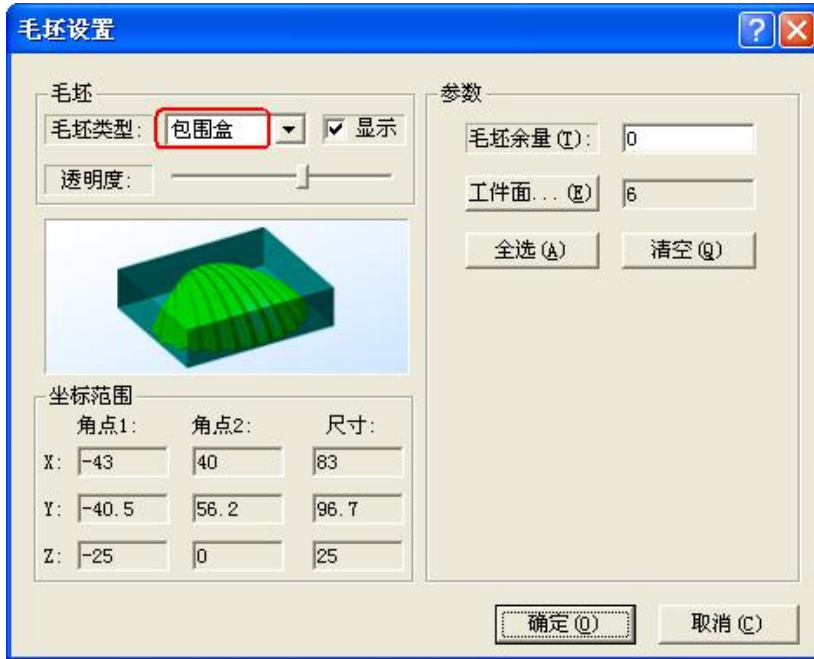 毛坯设置
毛坯
毛坯类型: 包围盒 显示
透明度:
坐标范围
角点1: 角点2: 尺寸:
X: -43 40 83
Y: -40.5 56.2 96.7
Z: -25 0 25
参数
毛坯余量(T): 0
工件面...(E) 6
全选(A) 清空(Q)
确定(O) 取消(C)